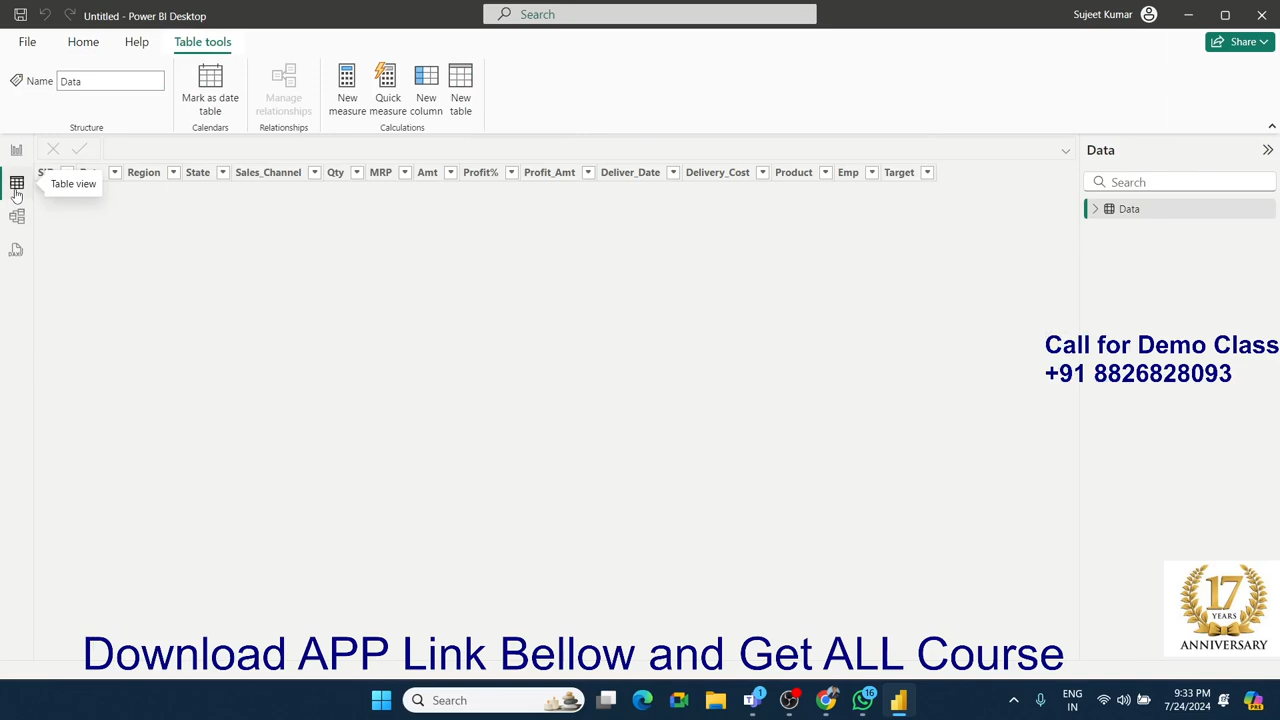 Untitled - Power BI Desktop
Search
Sujeet Kumar
File
Home
Help
Table tools
Share
Name
Data
Mark as date
table
Manage
relationships
New
measure
Quick
measure
New
column
New
table
Structure
Calendars
Relationships
Calculations
Region
State
Sales_Channel
Qty
MRP
Amt
Profit%
Profit_Amt
Deliver_Date
Delivery_Cost
Product
Emp
Target
Table view
DAX
Data
Search
Data
Call for Demo Class
+91 8826828093
17
YEARS
ANNIVERSARY
Download APP Link Bellow and Get ALL Course
Search
1
16
ENG
IN
9:33 PM
7/24/2024